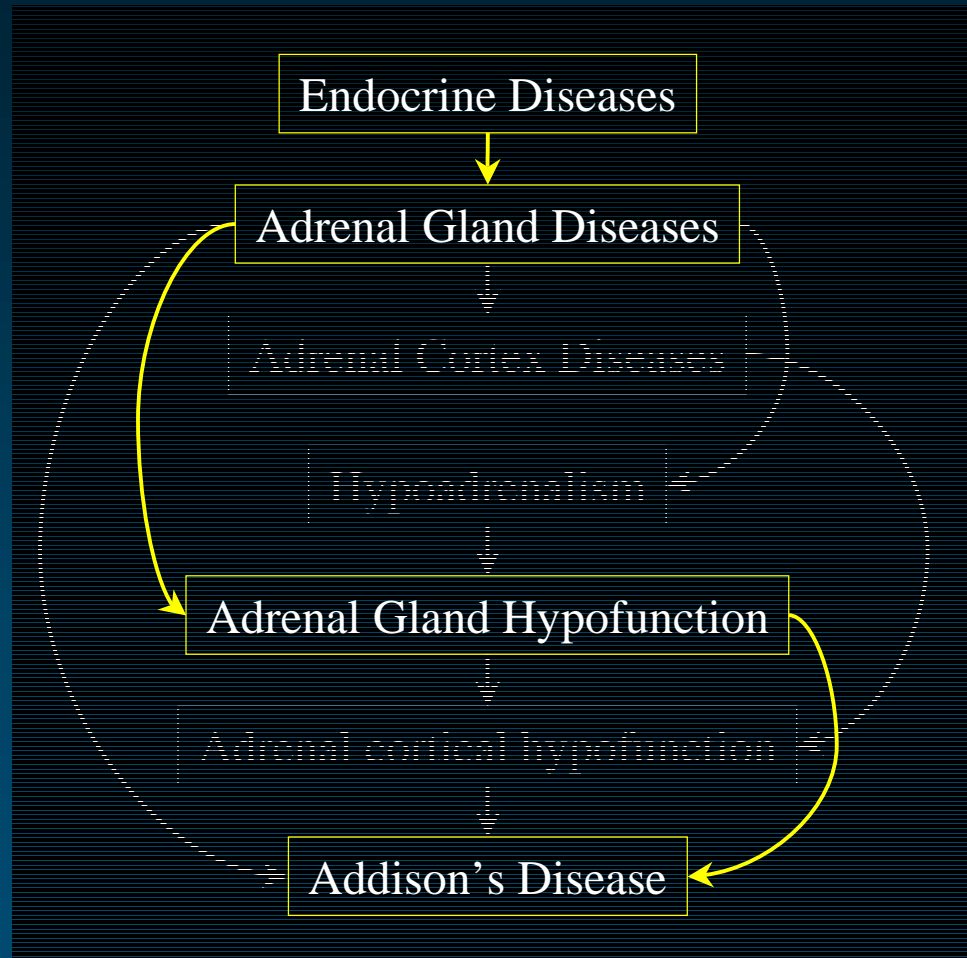 Endocrine Diseases
Adrenal Gland Diseases
Adrenal Cortex Diseases
Hypoadrenalism
Adrenal Gland Hypofunction
Adrenal cortical hypofunction
Addison’s Disease